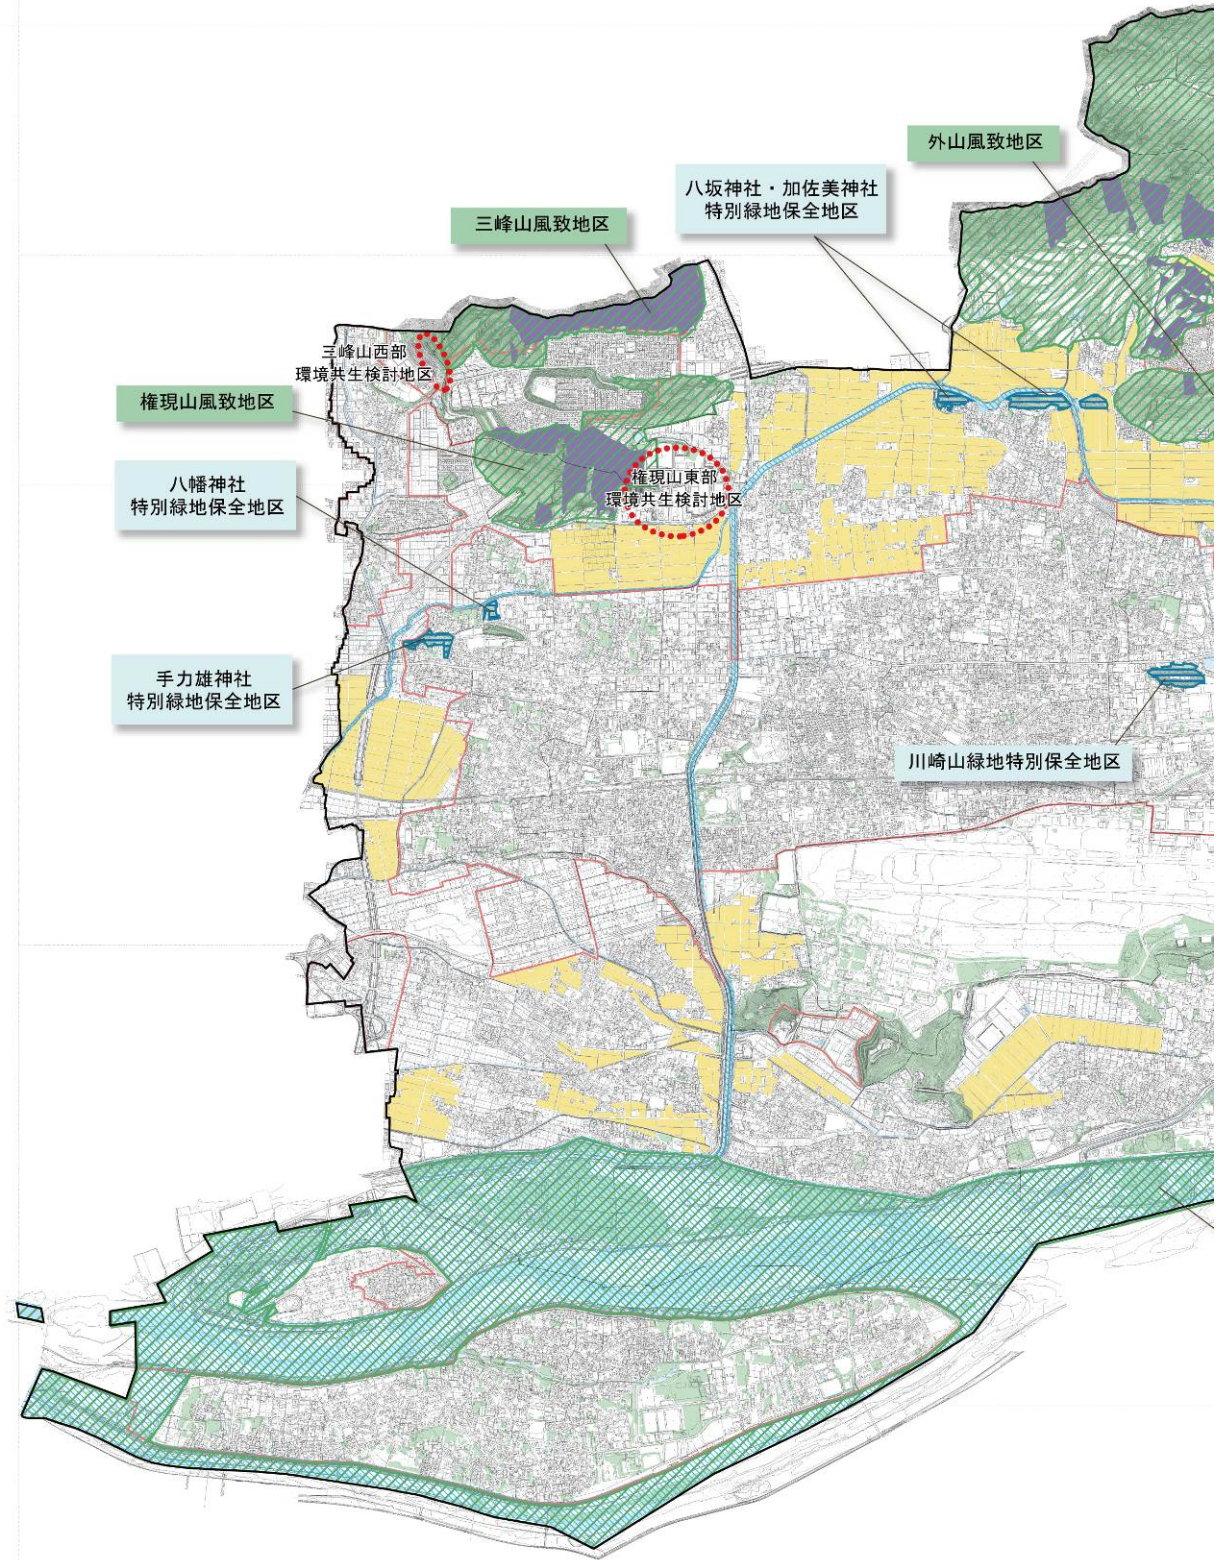 外山風致地区
八坂神社・加佐美神社
特別緑地保全地区
三峰山風致地区
三峰山西部
環境共生検討地区
権現山風致地区
権現山東部
環境共生検討地区
八幡神社
特別緑地保全地区
手力雄神社
特別緑地保全地区
川崎山緑地特別保全地区